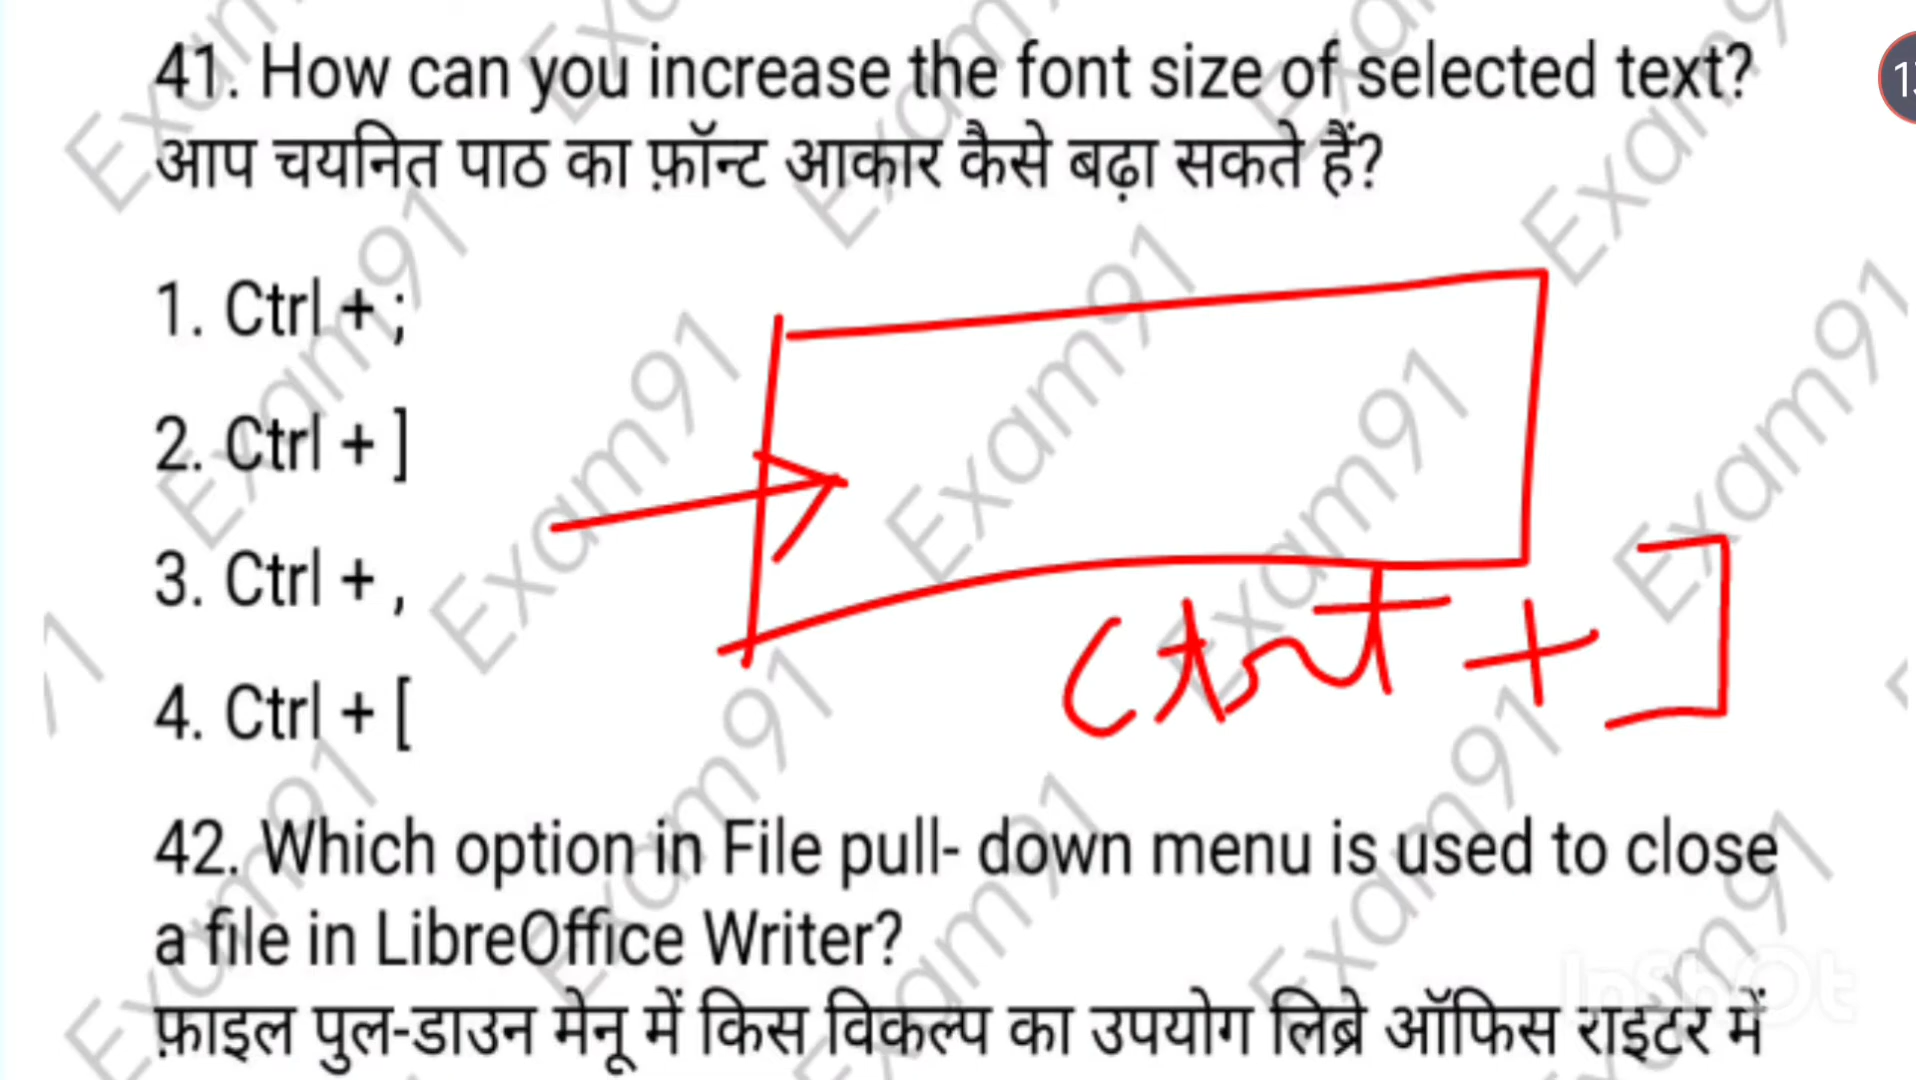 41. How can you increase the font size of selected text?
आप चयनित पाठ का फ़ॉन्ट आकार कैसे बढ़ा सकते हैं?
1. Ctrl + ;
2. Ctrl + ]
3. Ctrl + ,
4. Ctrl + [
Ctrl + ]
42. Which option in File pull- down menu is used to close
a file in LibreOffice Writer?
फ़ाइल पुल-डाउन मेनू में किस विकल्प का उपयोग लिब्रे ऑफिस राइटर में
Exam91
InShOt